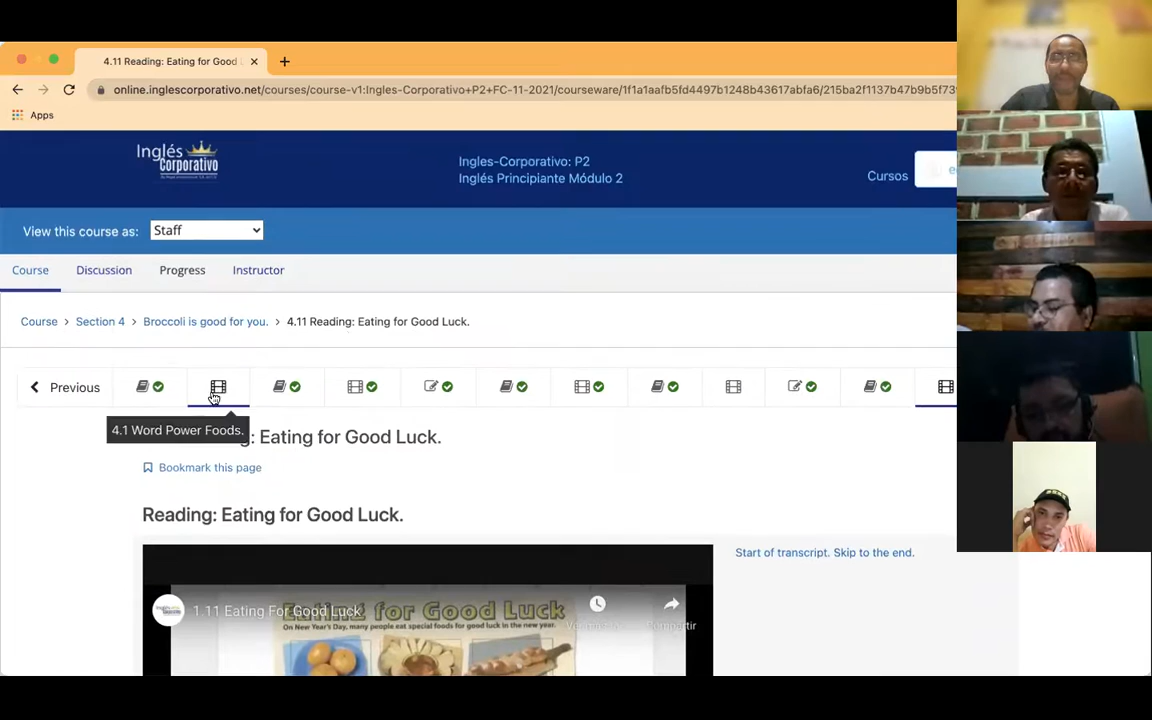 4.11 Reading: Eating for Good L
Apps
online.inglescorporativo.net/courses/course-v1:Ingles-Corporativo+P2+FC-11-2021/courseware/1f1a1aafb5fd4497b1248b43617abfa6/215ba2f1137b47b9b5f73
Inglés
Corporativo
Ingles-Corporativo: P2
Inglés Principiante Módulo 2
Cursos
View this course as:
Staff
Course
Discussion
Progress
Instructor
Course > Section 4 > Broccoli is good for you. > 4.11 Reading: Eating for Good Luck.
Previous
4.1 Word Power Foods.
g: Eating for Good Luck.
Bookmark this page
Reading: Eating for Good Luck.
Start of transcript. Skip to the end.
1.11 Eating For Good Luck
Eating for Good Luck
On New Year's Day, many people eat special foods for good luck in the new year.